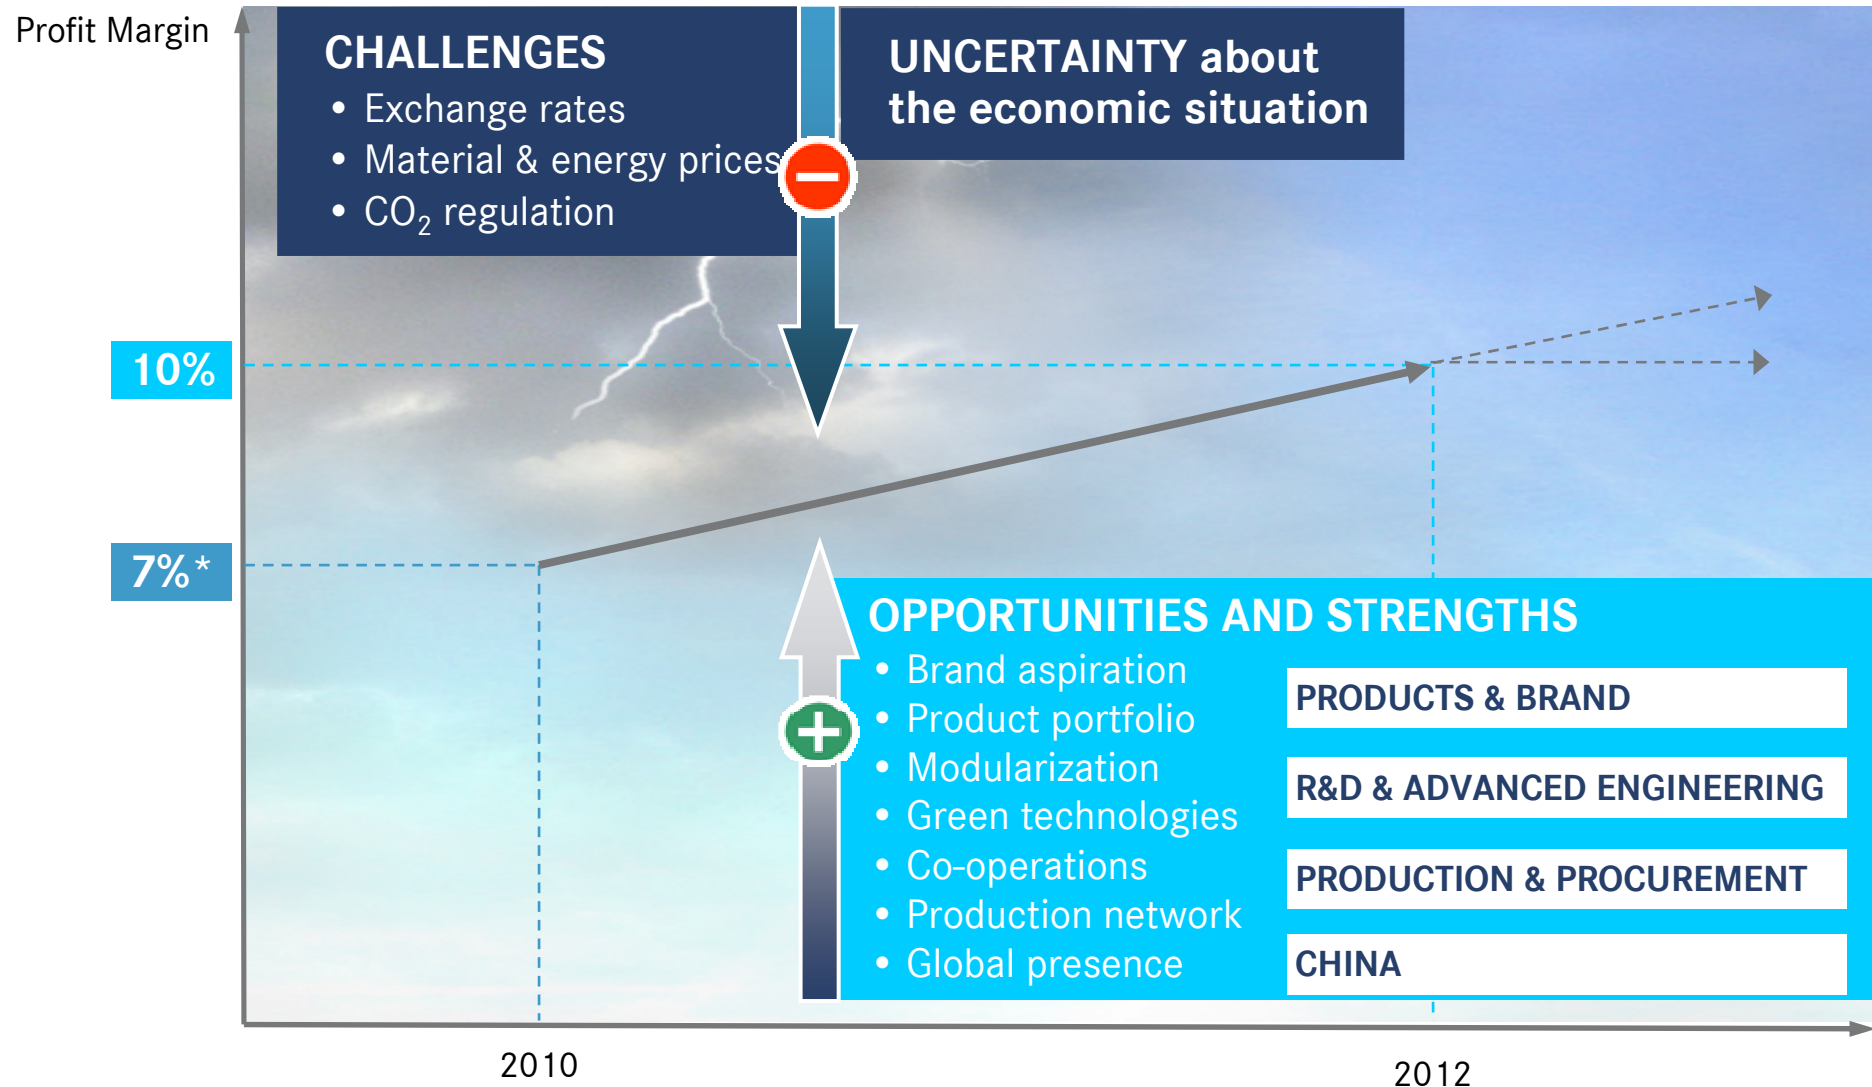 Profit Margin
CHALLENGES
• Exchange rates
• Material & energy prices
• CO₂ regulation
UNCERTAINTY about
the economic situation
10%
7%*
OPPORTUNITIES AND STRENGTHS
• Brand aspiration
• Product portfolio
• Modularization
• Green technologies
• Co-operations
• Production network
• Global presence
PRODUCTS & BRAND
R&D & ADVANCED ENGINEERING
PRODUCTION & PROCUREMENT
CHINA
2010
2012